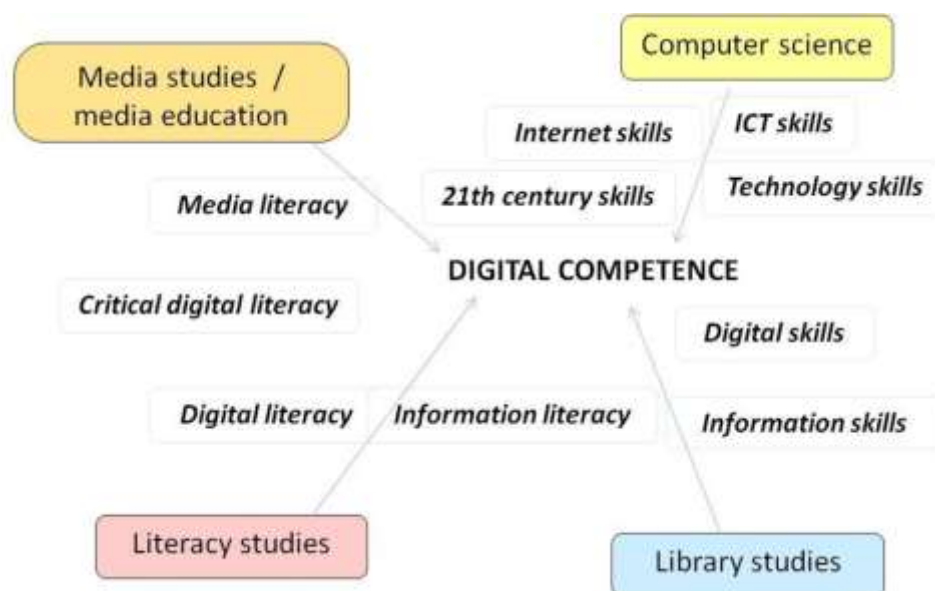 Computer science
Media studies /
media education
Internet skills
ICT skills
Media literacy
21th century skills
Technology skills
DIGITAL COMPETENCE
Critical digital literacy
Digital skills
Digital literacy
Information literacy
Information skills
Literacy studies
Library studies